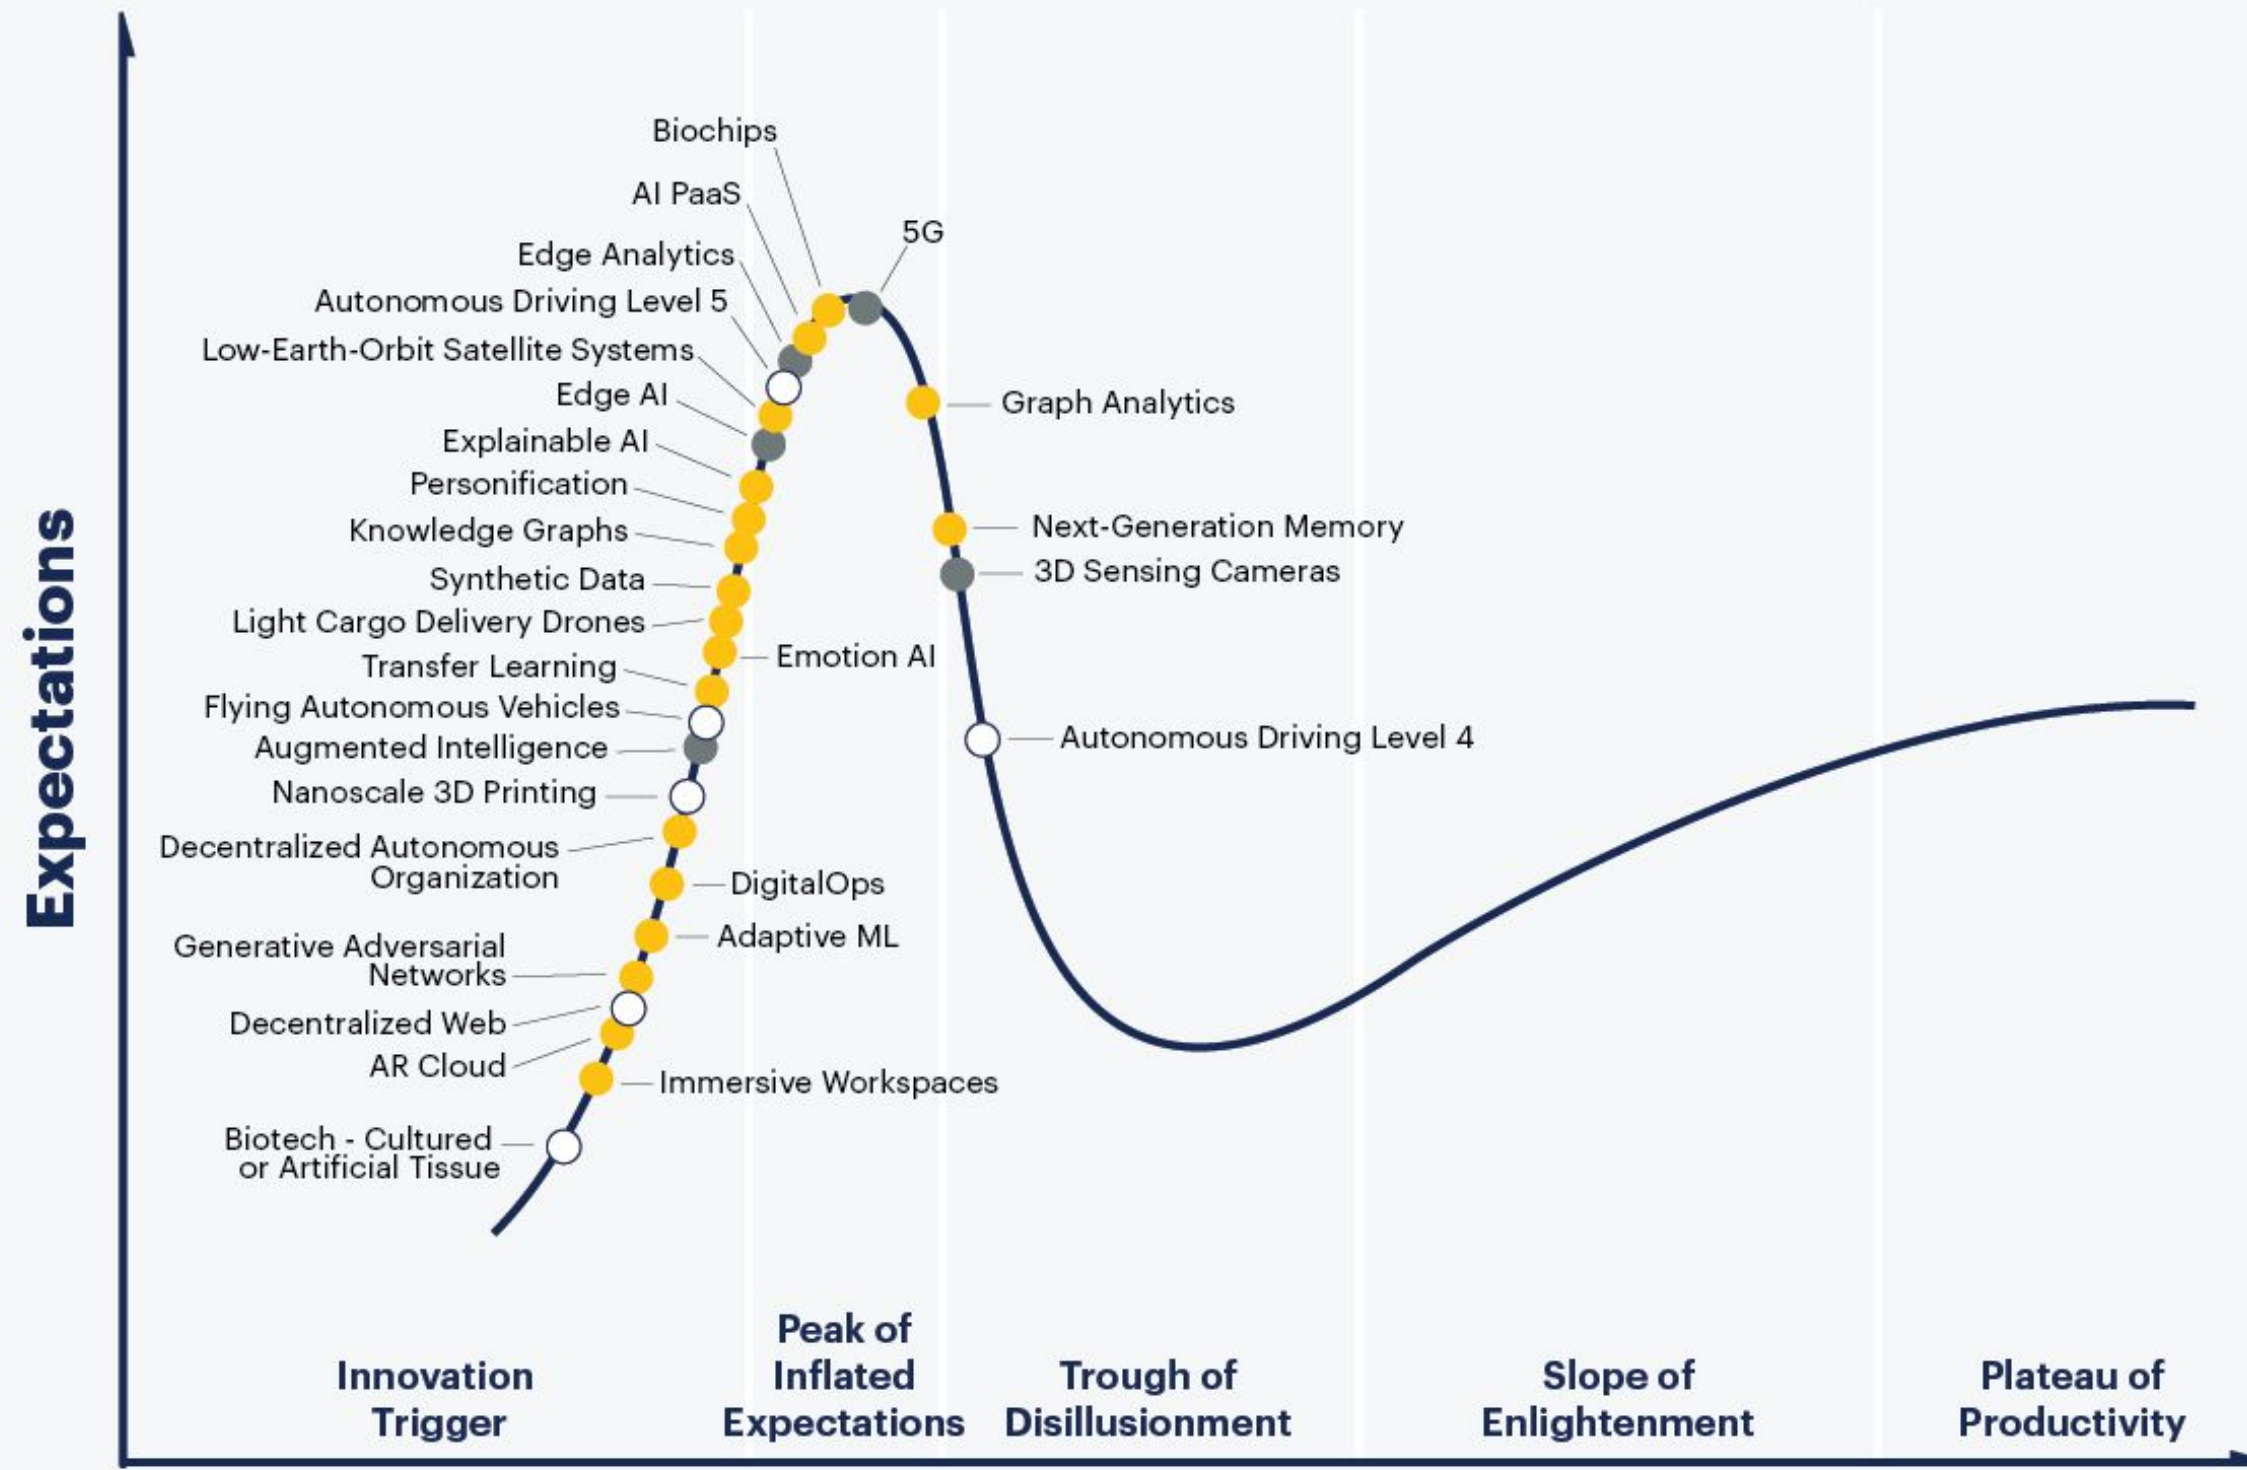 Biochips
AI PaaS
5G
Edge Analytics
Autonomous Driving Level 5
Low-Earth-Orbit Satellite Systems
Edge AI
Graph Analytics
Explainable AI
Personification
Knowledge Graphs
Next-Generation Memory
3D Sensing Cameras
Synthetic Data
Light Cargo Delivery Drones
Emotion AI
Transfer Learning
Flying Autonomous Vehicles
Augmented Intelligence
Autonomous Driving Level 4
Nanoscale 3D Printing
Decentralized Autonomous
Organization
DigitalOps
Adaptive ML
Generative Adversarial
Networks
Decentralized Web
AR Cloud
Immersive Workspaces
Biotech - Cultured
or Artificial Tissue
Expectations
Innovation
Trigger
Peak of
Inflated
Expectations
Trough of
Disillusionment
Slope of
Enlightenment
Plateau of
Productivity